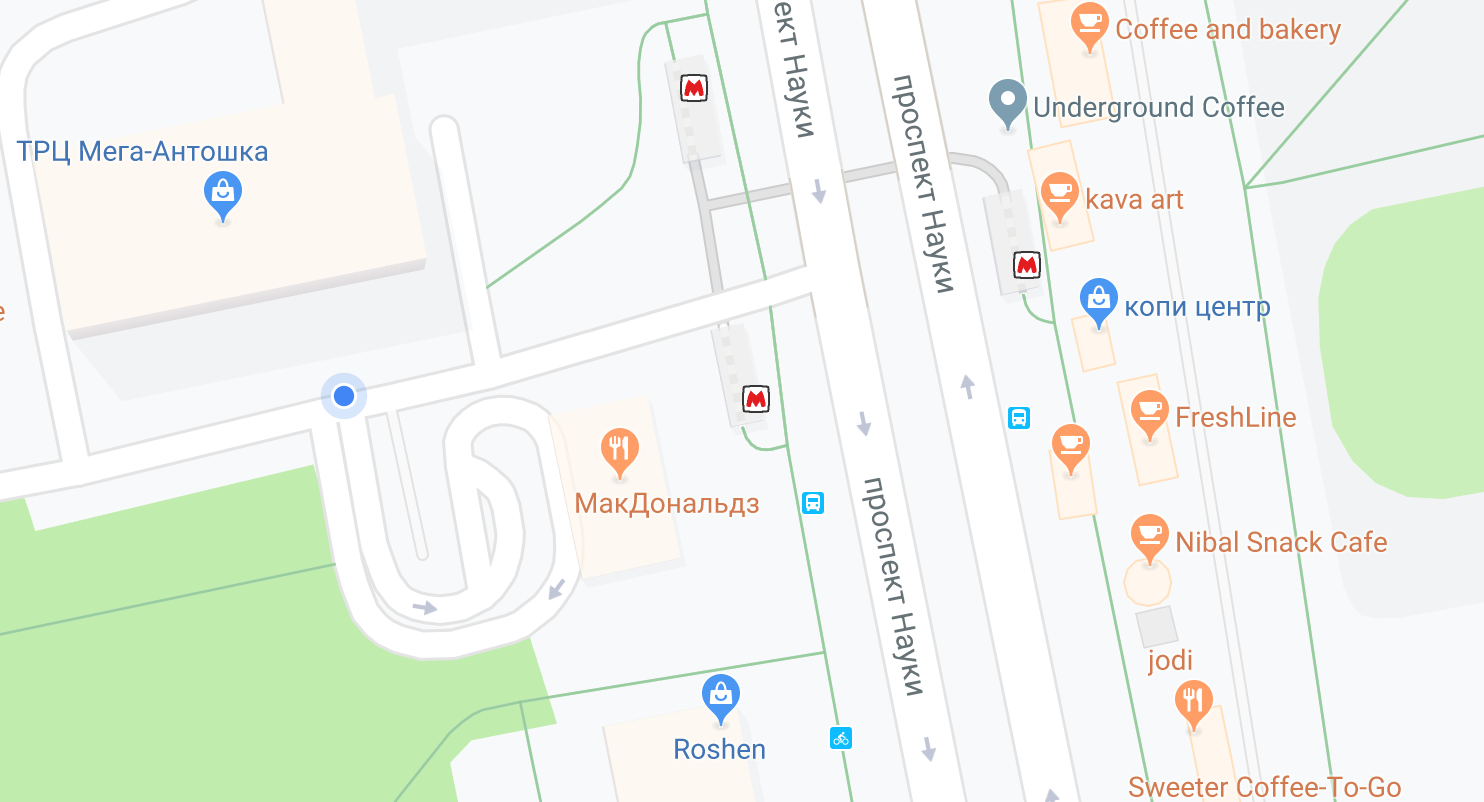 ект Науки
Coffee and bakery
проспект Науки
Underground Coffee
ТРЦ Мега-Антошка
kava art
копи центр
FreshLine
МакДональдз
проспект Науки
Nibal Snack Cafe
jodi
Roshen
Sweeter Coffee-To-Go